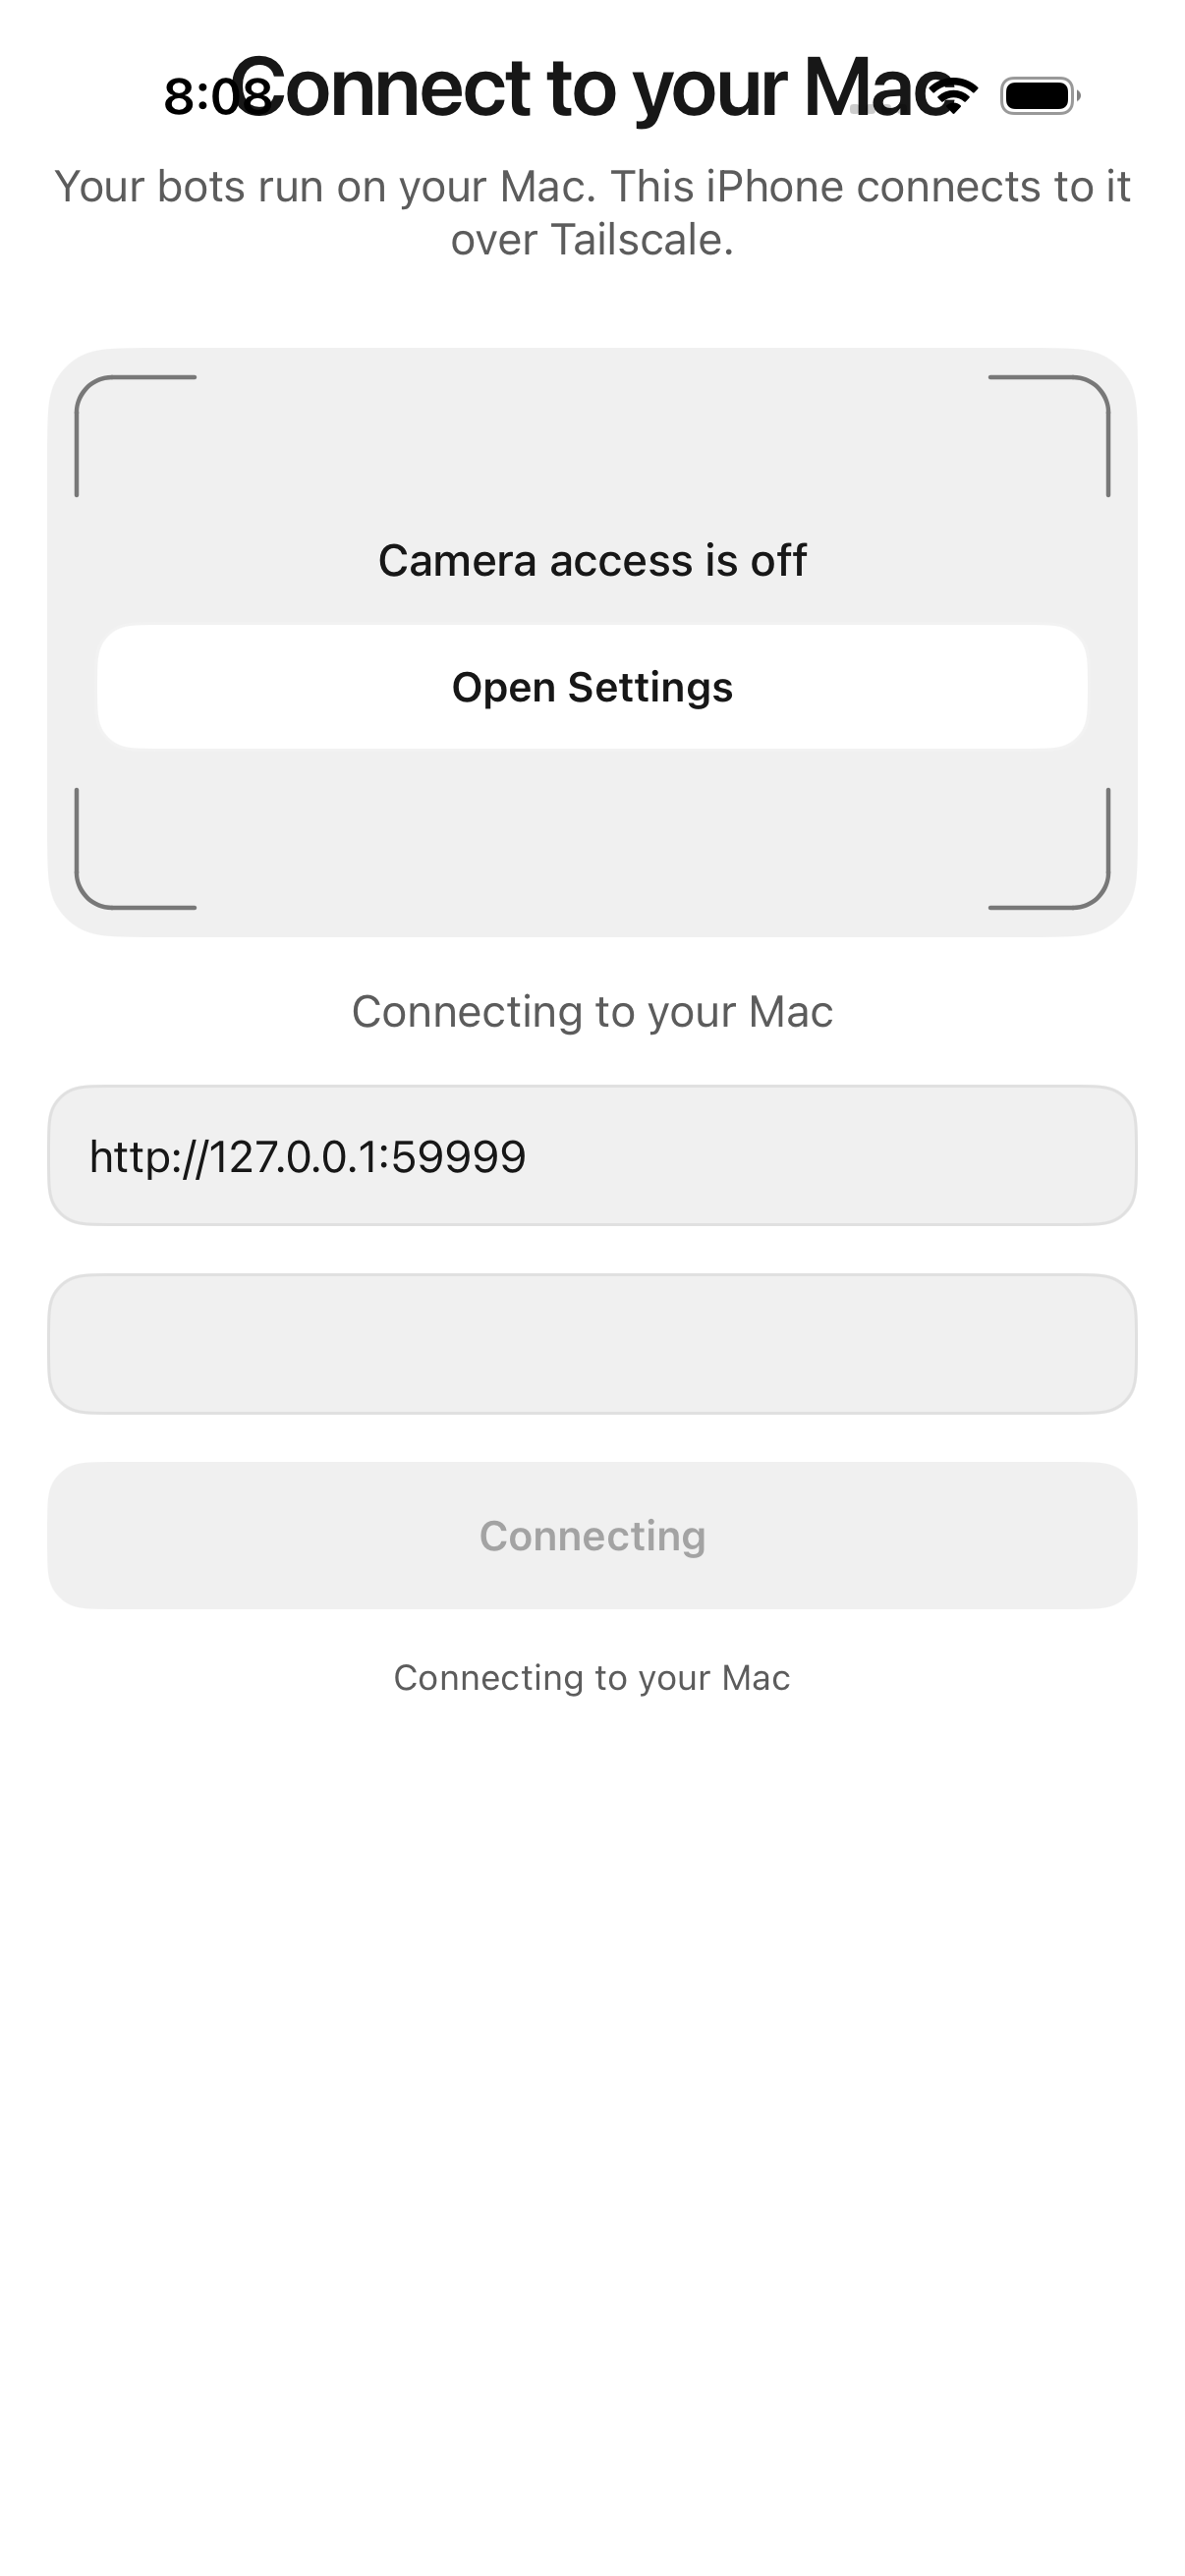 8:08
Connect to your Mac
Your bots run on your Mac. This iPhone connects to it
over Tailscale.
Camera access is off
Open Settings
Connecting to your Mac
http://127.0.0.1:59999
Connecting
Connecting to your Mac